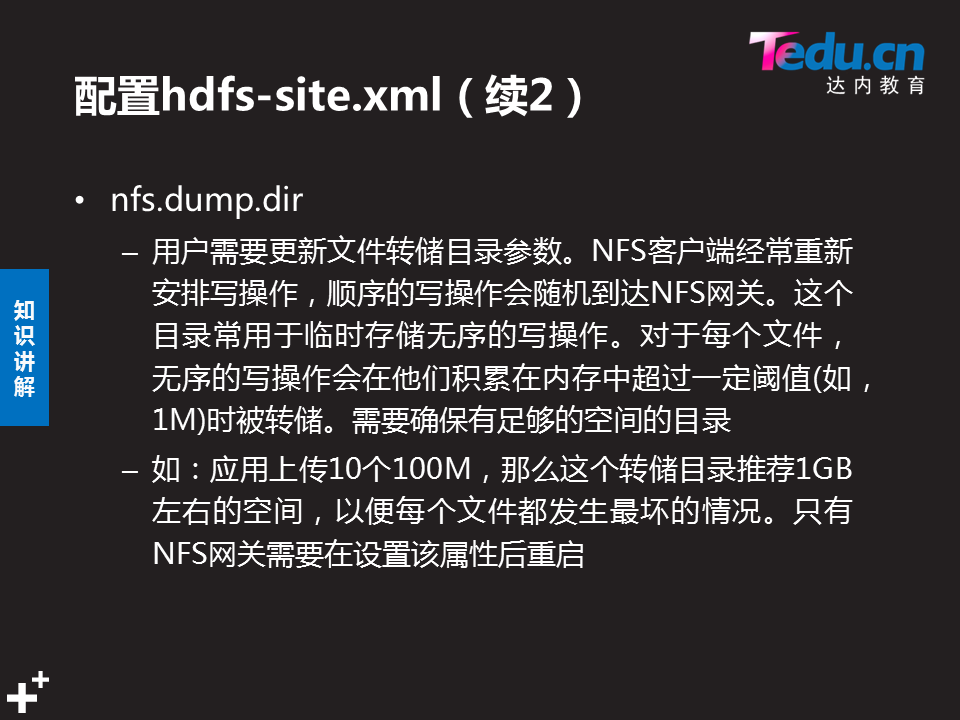 Tedu.cn
达内教育
配置hdfs-site.xml（续2）
• nfs.dump.dir
– 用户需要更新文件转储目录参数。NFS客户端经常重新
安排写操作，顺序的写操作会随机到达NFS网关。这个
目录常用于临时存储无序的写操作。对于每个文件，
无序的写操作会在他们积累在内存中超过一定阈值(如，
1M)时被转储。需要确保有足够的空间的目录
– 如：应用上传10个100M，那么这个转储目录推荐1GB
左右的空间，以便每个文件都发生最坏的情况。只有
NFS网关需要在设置该属性后重启
知
识
讲
解